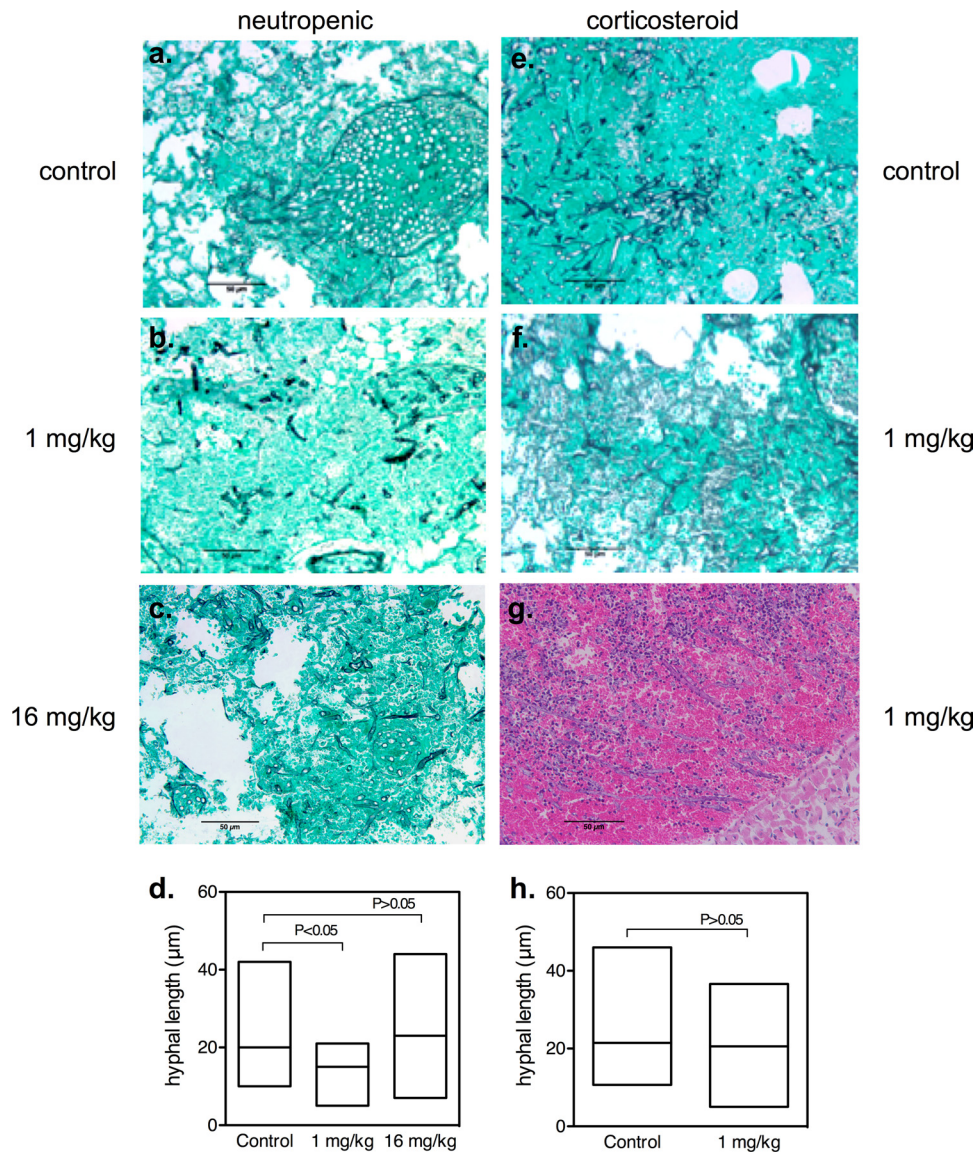 neutropenic corticosteroid
a. e.
control control
50 µm 50 µm
b. f.
1 mg/kg 1 mg/kg
50 µm 50 µm
c. g.
16 mg/kg 1 mg/kg
50 µm 50 µm
d. h.
60 60
P>0.05 P>0.05
P<0.05
hyphal length (µm) hyphal length (µm)
40 40
20 20
0 0
Control 1 mg/kg 16 mg/kg Control 1 mg/kg